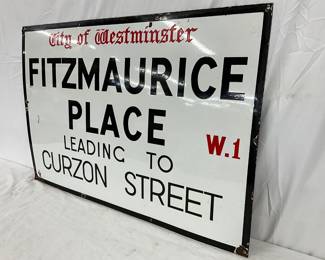 City of Westminster
FITZMAURICE
PLACE
W.1
LEADING TO
CURZON STREET